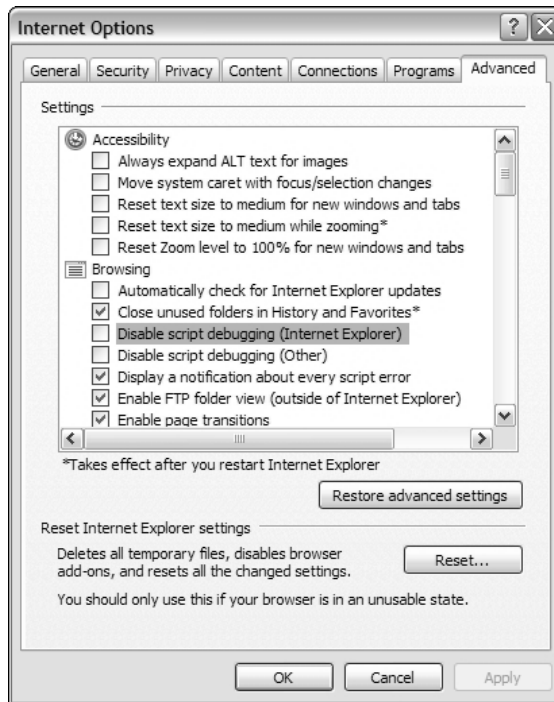 Internet Options
General Security Privacy Content Connections Programs Advanced
Settings
Accessibility
Always expand ALT text for images
Move system caret with focus/selection changes
Reset text size to medium for new windows and tabs
Reset text size to medium while zooming*
Reset Zoom level to 100% for new windows and tabs
Browsing
Automatically check for Internet Explorer updates
Close unused folders in History and Favorites*
Disable script debugging (Internet Explorer)
Disable script debugging (Other)
Display a notification about every script error
Enable FTP folder view (outside of Internet Explorer)
Enable page transitions
*Takes effect after you restart Internet Explorer
Restore advanced settings
Reset Internet Explorer settings
Deletes all temporary files, disables browser
add-ons, and resets all the changed settings.
Reset...
You should only use this if your browser is in an unusable state.
OK Cancel Apply